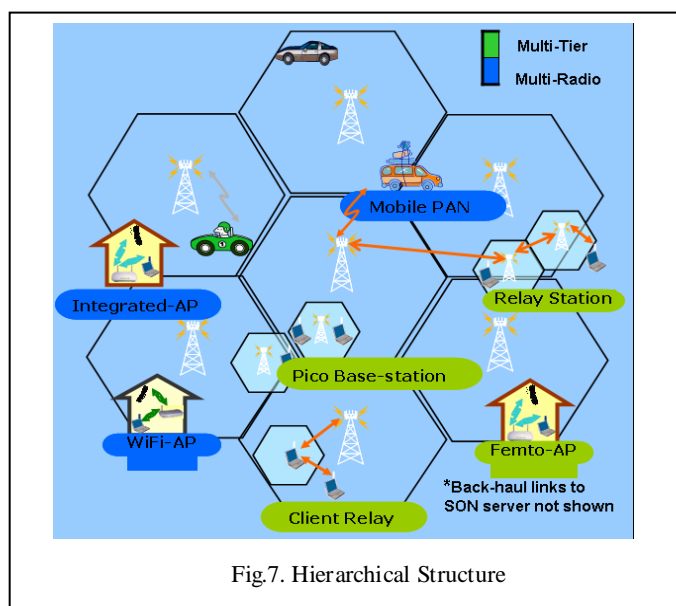 Multi-Tier
Multi-Radio
Mobile PAN
Integrated-AP
Relay Station
Pico Base-station
WiFi-AP
Femto-AP
Client Relay
*Back-haul links to
SON server not shown
Fig.7. Hierarchical Structure